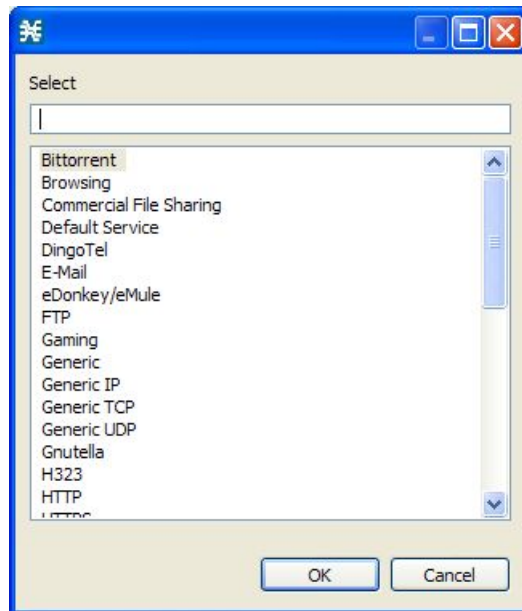 Select
Bittorrent
Browsing
Commercial File Sharing
Default Service
DingoTel
E-Mail
eDonkey/eMule
FTP
Gaming
Generic
Generic IP
Generic TCP
Generic UDP
Gnutella
H323
HTTP
OK Cancel